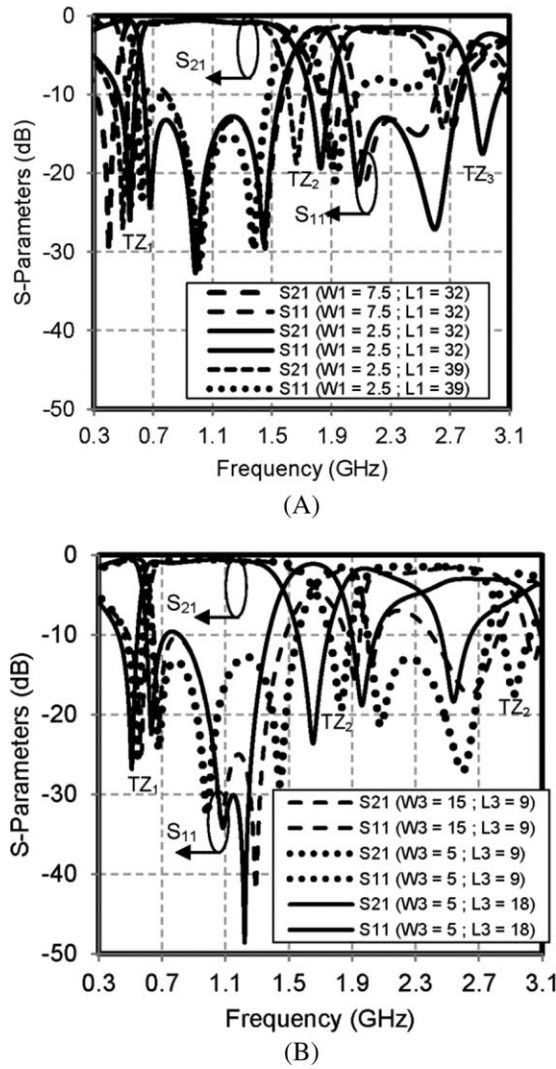 0
-10
-20
-30
-40
-50
S-Parameters (dB)
S21
TZ1
TZ2
TZ3
S11
S21 (W1 = 7.5 ; L1 = 32)
S11 (W1 = 7.5 ; L1 = 32)
S21 (W1 = 2.5 ; L1 = 32)
S11 (W1 = 2.5 ; L1 = 32)
S21 (W1 = 2.5 ; L1 = 39)
S11 (W1 = 2.5 ; L1 = 39)
0.3 0.7 1.1 1.5 1.9 2.3 2.7 3.1
Frequency (GHz)
(A)
0
-10
-20
-30
-40
-50
S-Parameters (dB)
S21
TZ1
TZ2
TZ2
S11
S21 (W3 = 15 ; L3 = 9)
S11 (W3 = 15 ; L3 = 9)
S21 (W3 = 5 ; L3 = 9)
S11 (W3 = 5 ; L3 = 9)
S21 (W3 = 5 ; L3 = 18)
S11 (W3 = 5 ; L3 = 18)
0.3 0.7 1.1 1.5 1.9 2.3 2.7 3.1
Frequency (GHz)
(B)